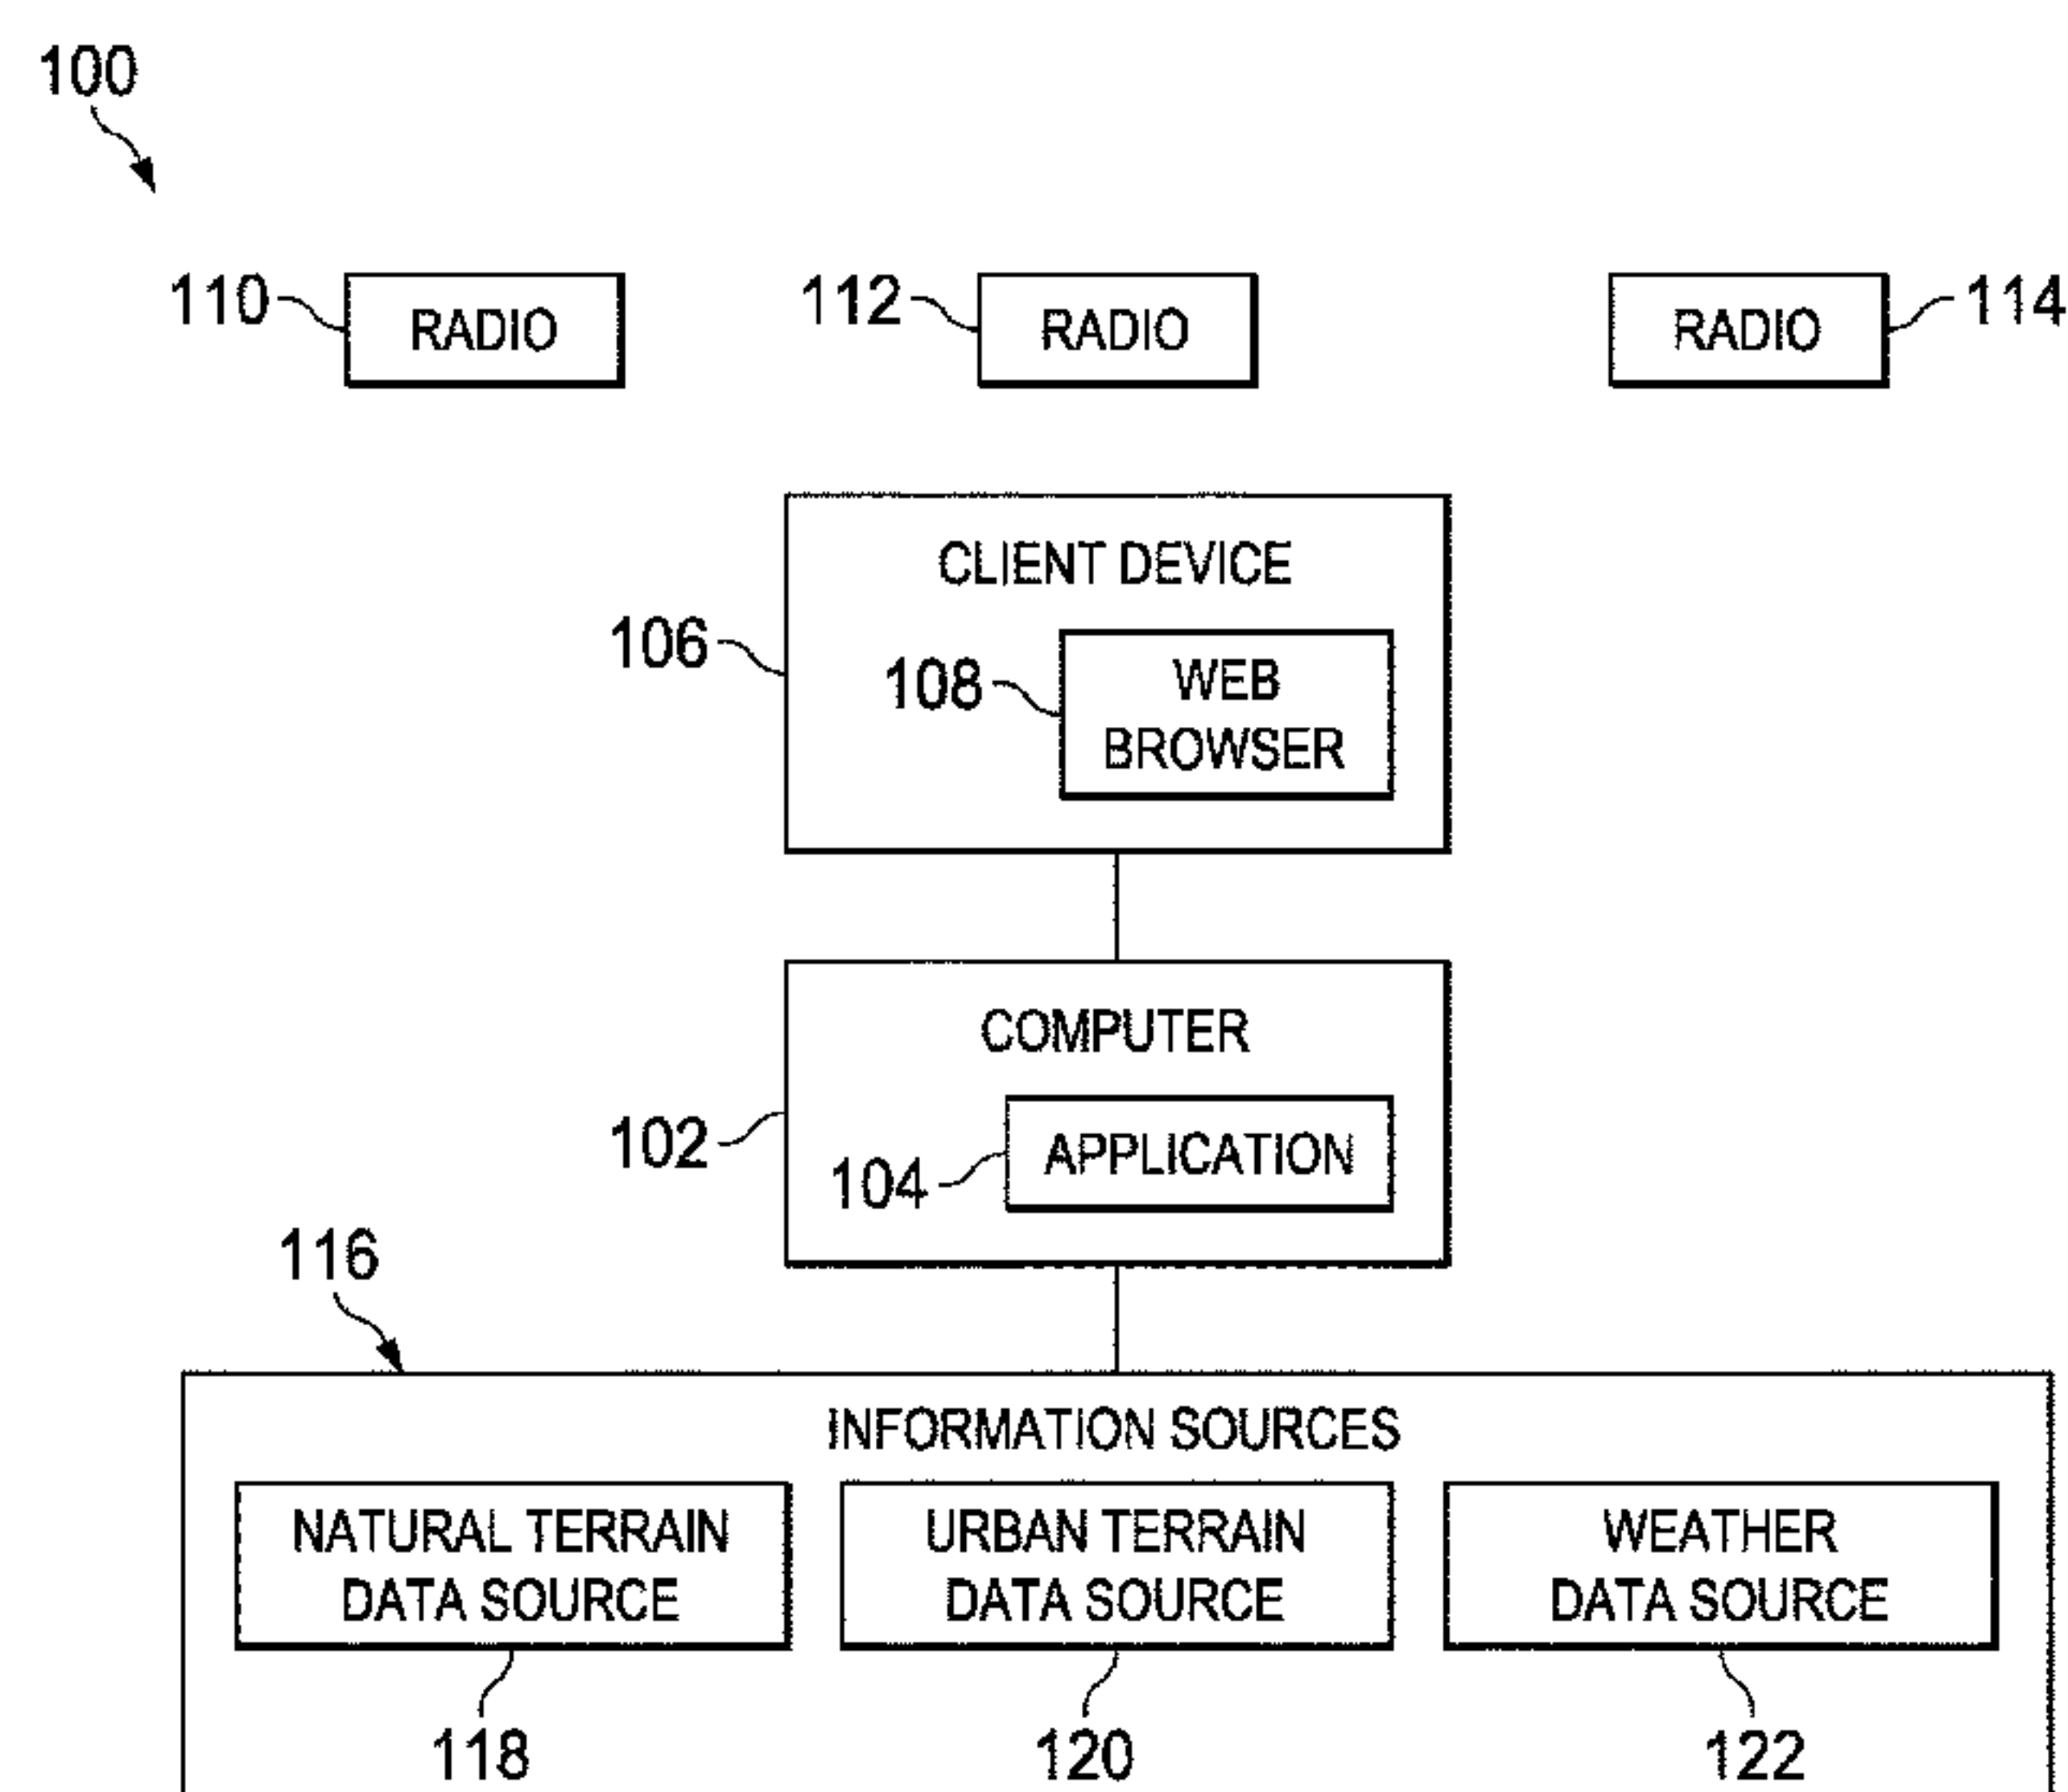 100
110 RADIO 112 RADIO RADIO 114
CLIENT DEVICE
106
108 WEB
BROWSER
COMPUTER
102
104 APPLICATION
116
INFORMATION SOURCES
NATURAL TERRAIN URBAN TERRAIN WEATHER
DATA SOURCE DATA SOURCE DATA SOURCE
118 120 122